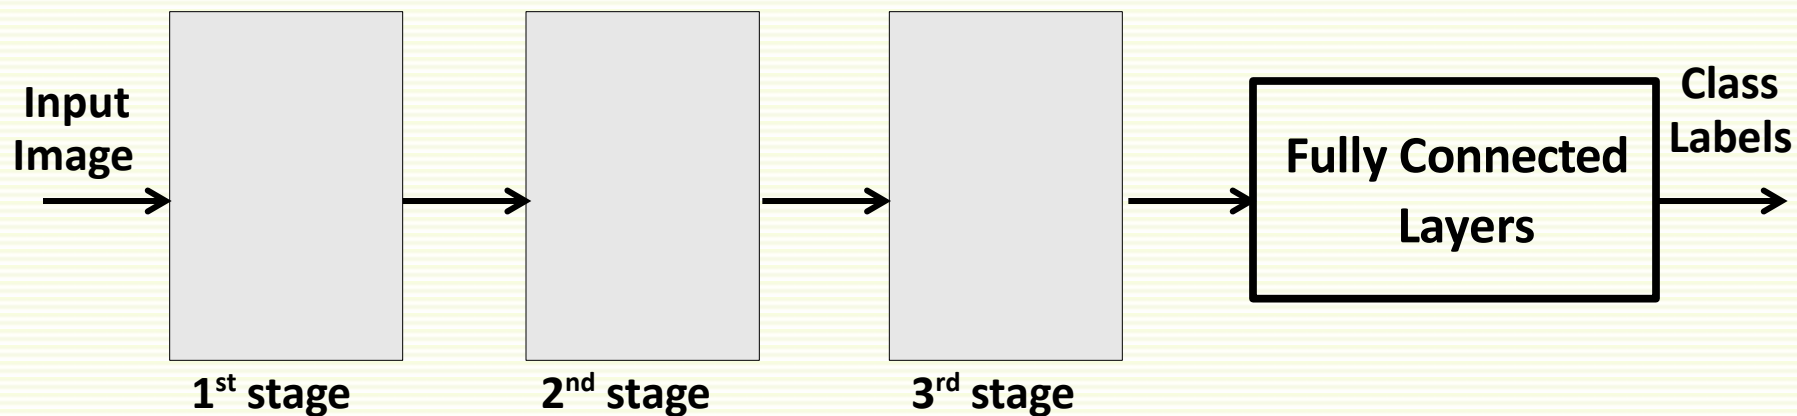 Input
Image
1st stage
2nd stage
3rd stage
Fully Connected
Layers
Class
Labels